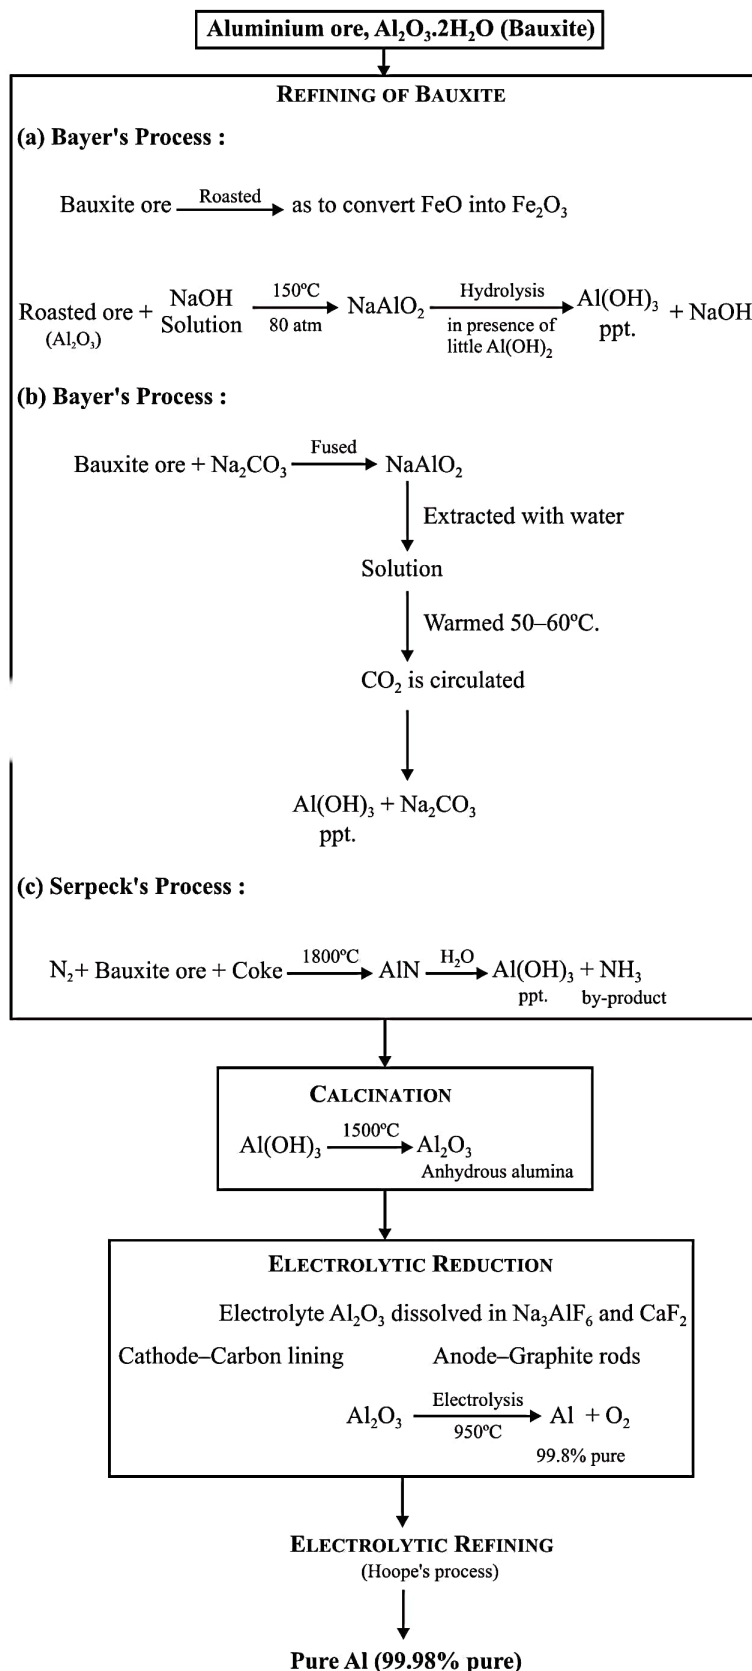 Aluminium ore, Al₂O₃.2H₂O (Bauxite)
REFINING OF BAUXITE
(a) Bayer's Process :
Bauxite ore Roasted as to convert FeO into Fe₂O₃
Roasted ore + NaOH Solution 150ºC 80 atm NaAlO₂ Hydrolysis in presence of little Al(OH)₂ Al(OH)₃ + NaOH
(Al₂O₃) ppt.
(b) Bayer's Process :
Bauxite ore + Na₂CO₃ Fused NaAlO₂
Extracted with water
Solution
Warmed 50–60ºC.
CO₂ is circulated
Al(OH)₃ + Na₂CO₃
ppt.
(c) Serpeck's Process :
N₂+ Bauxite ore + Coke 1800ºC AlN H₂O Al(OH)₃ + NH₃
ppt. by-product
CALCINATION
Al(OH)₃ 1500ºC Al₂O₃
Anhydrous alumina
ELECTROLYTIC REDUCTION
Electrolyte Al₂O₃ dissolved in Na₃AlF₆ and CaF₂
Cathode–Carbon lining Anode–Graphite rods
Al₂O₃ Electrolysis 950ºC Al + O₂
99.8% pure
ELECTROLYTIC REFINING
(Hoope's process)
Pure Al (99.98% pure)